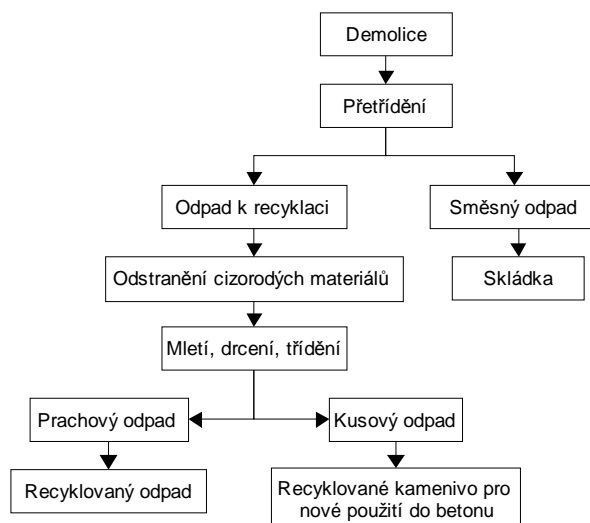 Demolice
Přetřídění
Odpad k recyklaci
Směsný odpad
Odstranění cizorodých materiálů
Skládka
Mletí, drcení, třídění
Prachový odpad
Kusový odpad
Recyklovaný odpad
Recyklované kamenivo pro
nové použití do betonu